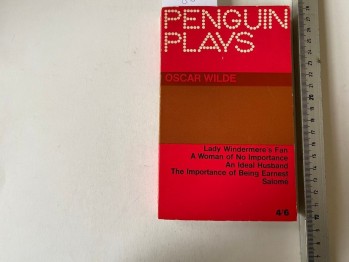 PENGUIN
PLAYS
OSCAR WILDE
Lady Windermere's Fan
A Woman of No Importance
An Ideal Husband
The Importance of Being Earnest
Salome
4/6